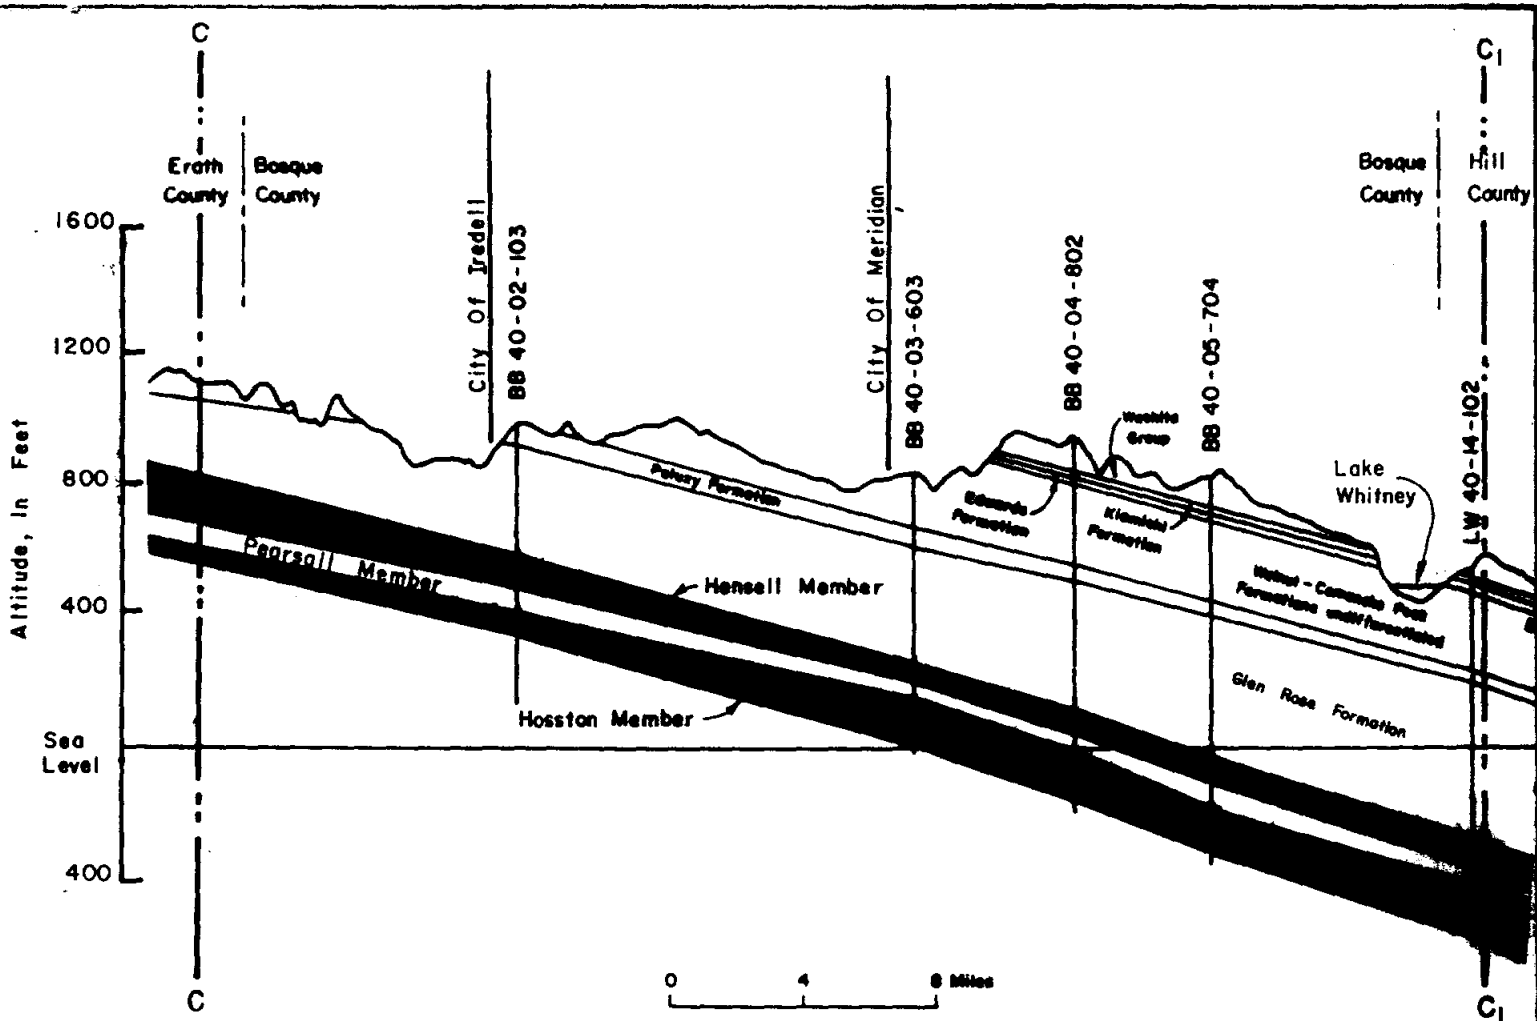 C
C₁
Erath
County
Bosque
County
Bosque
County
Hill
County
City Of Iredell
BB 40-02-103
City Of Meridian
BB 40-03-603
BB 40-04-802
BB 40-05-704
LW 40-14-102
Altitude, In Feet
1600
1200
800
400
Sea
Level
400
Washita
Group
Lake
Whitney
Paluxy Formation
Edwards
Formation
Kiamichi
Formation
Walnut - Comanche Peak
Formations undifferentiated
Pearsall Member
Hensell Member
Glen Rose Formation
Hosston Member
0 4 8 Miles
C
C₁